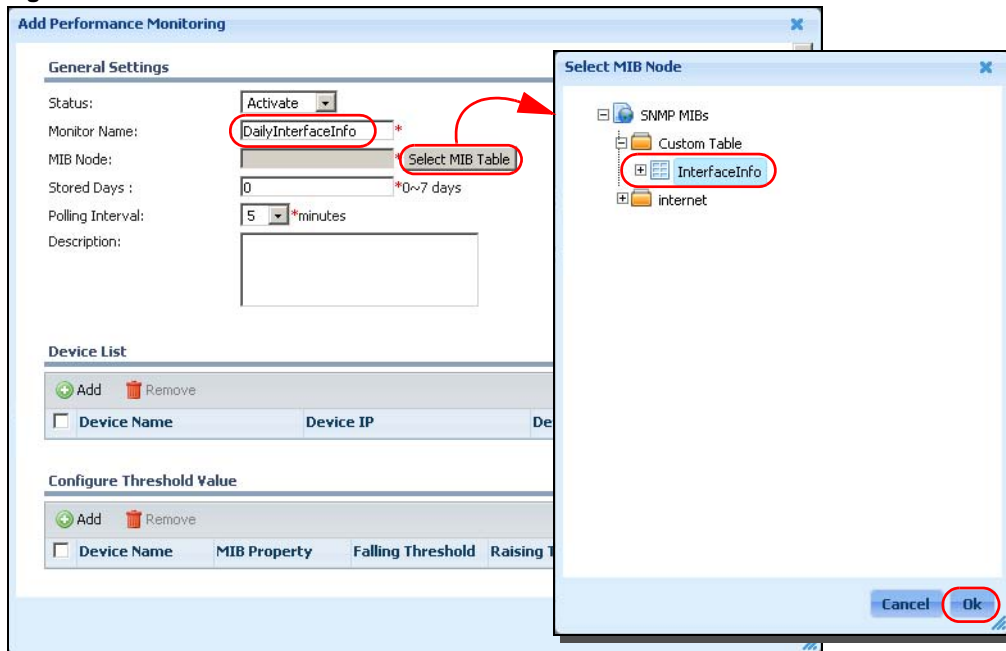 Add Performance Monitoring
General Settings
Status: Activate
Monitor Name: DailyInterfaceInfo *
MIB Node: * Select MIB Table
Stored Days : 0 *0~7 days
Polling Interval: 5 *minutes
Description:
Device List
Add Remove
Device Name Device IP De
Configure Threshold Value
Add Remove
Device Name MIB Property Falling Threshold Raising T
Select MIB Node
SNMP MIBs
Custom Table
InterfaceInfo
internet
Cancel Ok